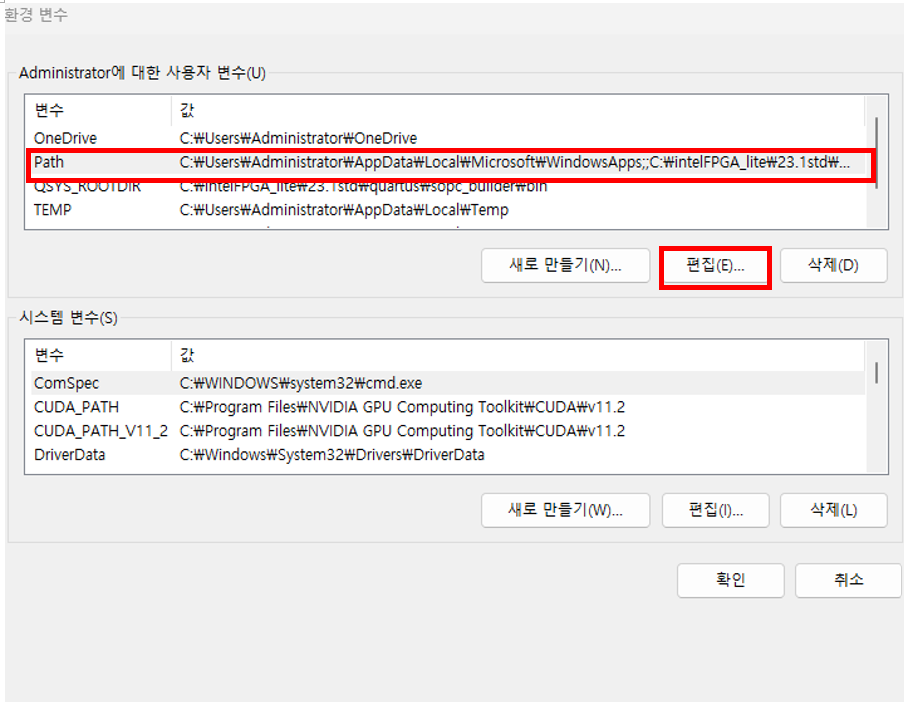 환경 변수
Administrator에 대한 사용자 변수(U)
변수 값
OneDrive C:₩Users₩Administrator₩OneDrive
Path C:₩Users₩Administrator₩AppData₩Local₩Microsoft₩WindowsApps;;C:₩intelFPGA_lite₩23.1std₩...
QSYS_ROOTDIR C:₩intelFPGA_lite₩23.1std₩quartus₩sopc_builder₩bin
TEMP C:₩Users₩Administrator₩AppData₩Local₩Temp
새로 만들기(N)... 편집(E)... 삭제(D)
시스템 변수(S)
변수 값
ComSpec C:₩WINDOWS₩system32₩cmd.exe
CUDA_PATH C:₩Program Files₩NVIDIA GPU Computing Toolkit₩CUDA₩v11.2
CUDA_PATH_V11_2 C:₩Program Files₩NVIDIA GPU Computing Toolkit₩CUDA₩v11.2
DriverData C:₩Windows₩System32₩Drivers₩DriverData
새로 만들기(W)... 편집(I)... 삭제(L)
확인 취소